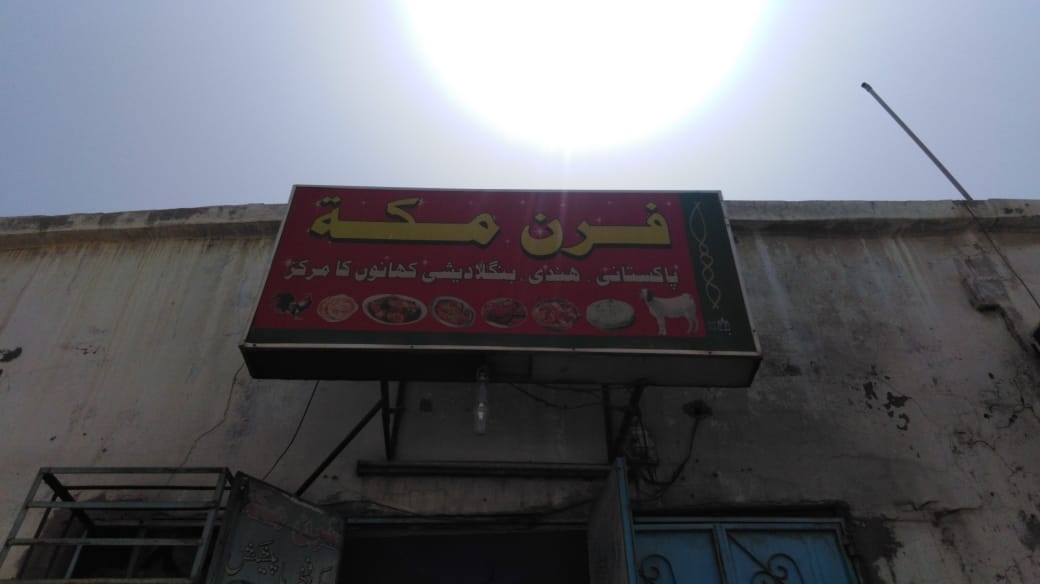 فرن مكة
پاکستانی . ھندی . بنگلادیشی کھانوں کا مرکز